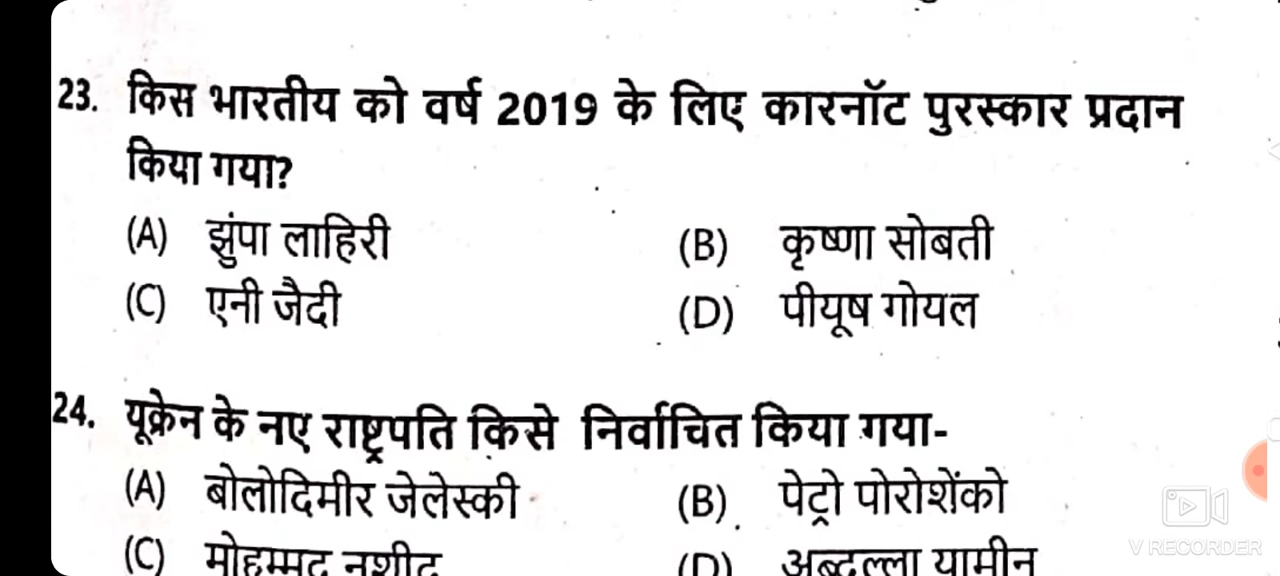 23. किस भारतीय को वर्ष 2019 के लिए कारनॉट पुरस्कार प्रदान
किया गया?
(A) झुंपा लाहिरी (B) कृष्णा सोबती
(C) एनी जैदी (D) पीयूष गोयल
24. यूक्रेन के नए राष्ट्रपति किसे निर्वाचित किया गया-
(A) बोलोदिमीर जेलेस्की (B) पेट्रो पोरोशेंको
(C) मोहम्मद नशीद (D) अब्दुल्ला यामीन
V RECORDER